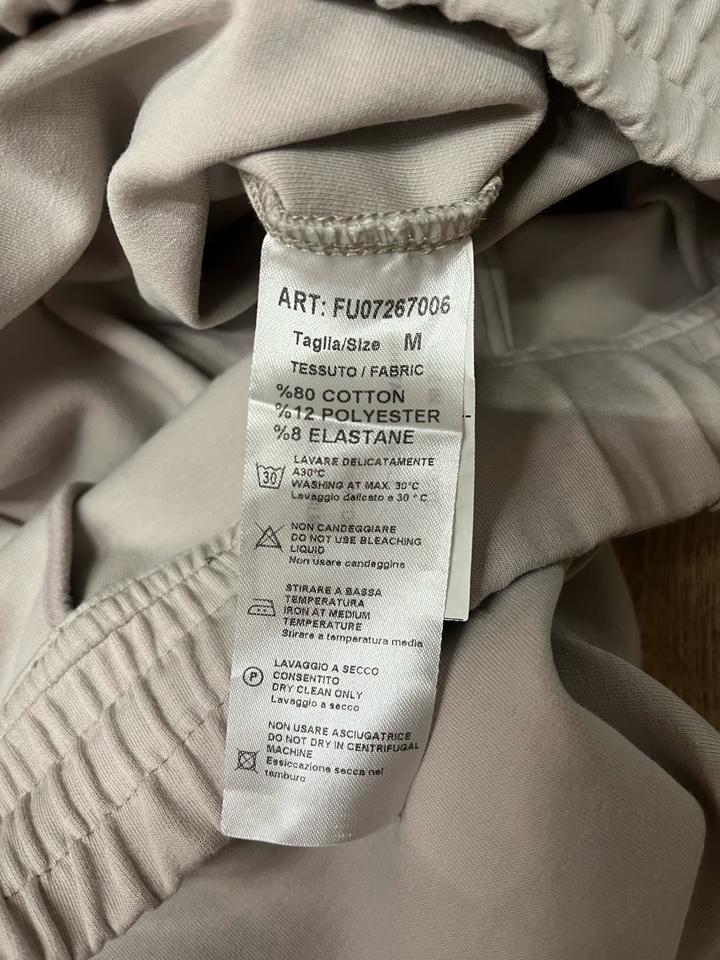 ART: FU07267006
Taglia/Size M
TESSUTO / FABRIC
%80 COTTON
%12 POLYESTER
%8 ELASTANE
30
LAVARE DELICATAMENTE
A30°C
WASHING AT MAX. 30°C
Lavaggio delicato a 30 ° C
NON CANDEGGIARE
DO NOT USE BLEACHING
LIQUID
Non usare candeggina
STIRARE A BASSA
TEMPERATURA
IRON AT MEDIUM
TEMPERATURE
Stirare a temperatura media
P
LAVAGGIO A SECCO
CONSENTITO
DRY CLEAN ONLY
Lavaggio a secco
NON USARE ASCIUGATRICE
DO NOT DRY IN CENTRIFUGAL
MACHINE
Essiccazione secca nel
tamburo